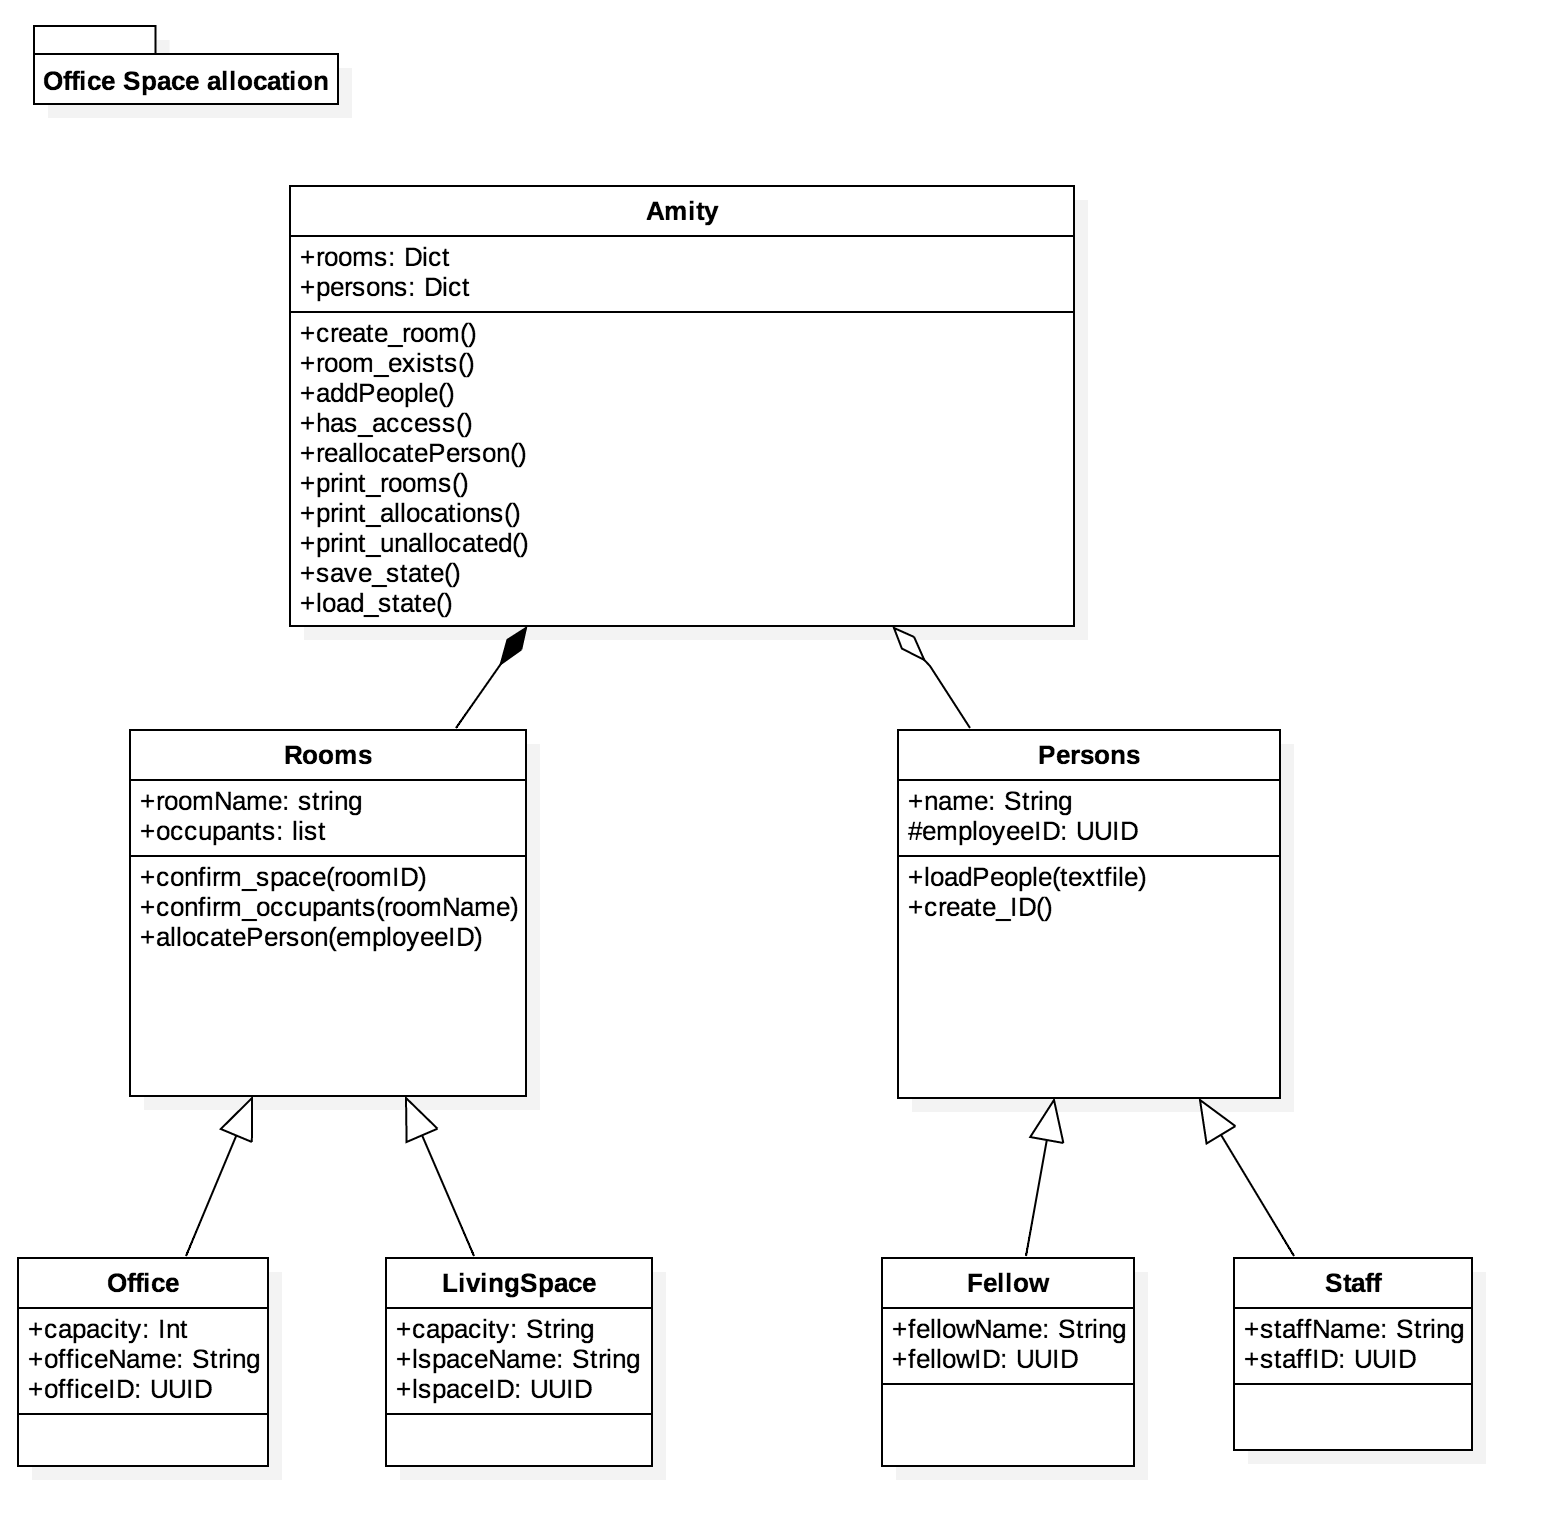 Office Space allocation
Amity
+rooms: Dict
+persons: Dict
+create_room()
+room_exists()
+addPeople()
+has_access()
+reallocatePerson()
+print_rooms()
+print_allocations()
+print_unallocated()
+save_state()
+load_state()
Rooms
+roomName: string
+occupants: list
+confirm_space(roomID)
+confirm_occupants(roomName)
+allocatePerson(employeeID)
Persons
+name: String
#employeeID: UUID
+loadPeople(textfile)
+create_ID()
Office
+capacity: Int
+officeName: String
+officeID: UUID
LivingSpace
+capacity: String
+lspaceName: String
+lspaceID: UUID
Fellow
+fellowName: String
+fellowID: UUID
Staff
+staffName: String
+staffID: UUID